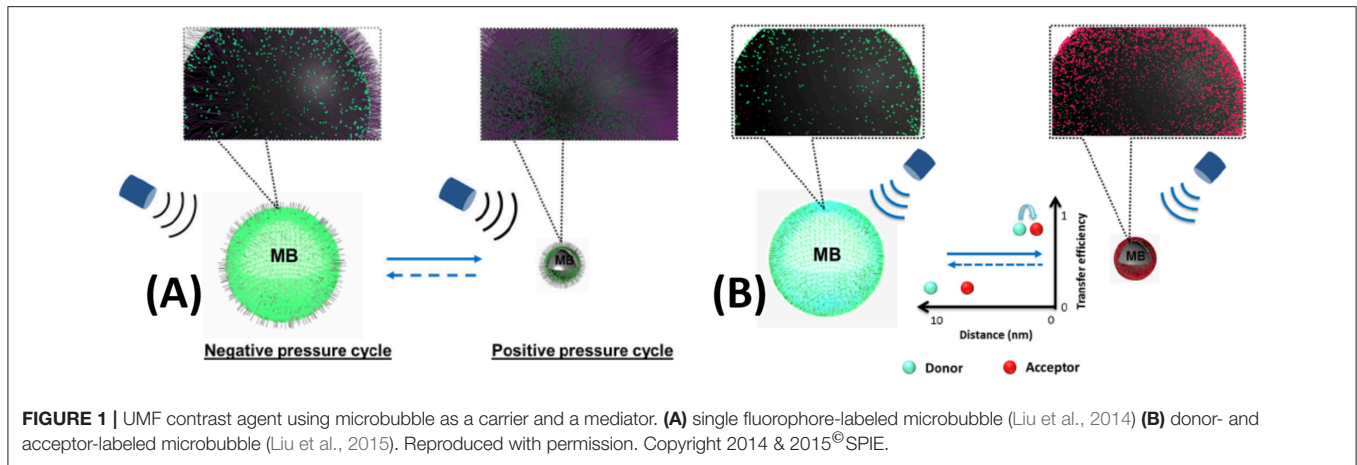 MB
MB
MB
MB
(A)
(B)
Negative pressure cycle
Positive pressure cycle
1
Transfer efficiency
0
10
0
Distance (nm)
Donor
Acceptor
FIGURE 1 | UMF contrast agent using microbubble as a carrier and a mediator. (A) single fluorophore-labeled microbubble (Liu et al., 2014) (B) donor- and
acceptor-labeled microbubble (Liu et al., 2015). Reproduced with permission. Copyright 2014 & 2015© SPIE.